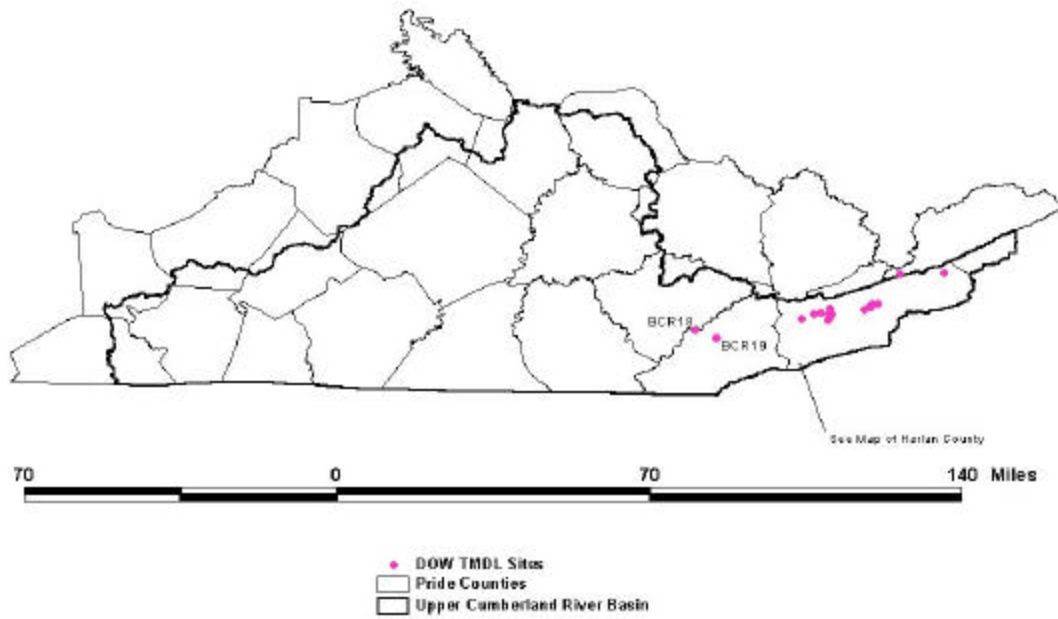 BCR18
BCR19
See Map of Harlan County
70 0 70 140 Miles
DOW TMDL Sites
Pride Counties
Upper Cumberland River Basin